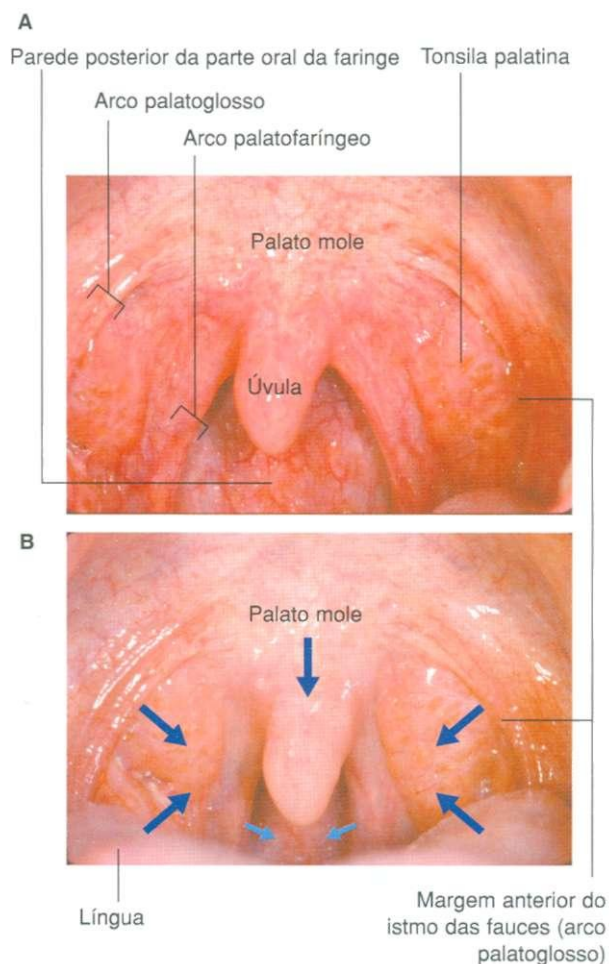 A
Parede posterior da parte oral da faringe
Tonsila palatina
Arco palatoglosso
Arco palatofaríngeo
Palato mole
Úvula
B
Palato mole
Língua
Margem anterior do
istmo das fauces (arco
palatoglosso)